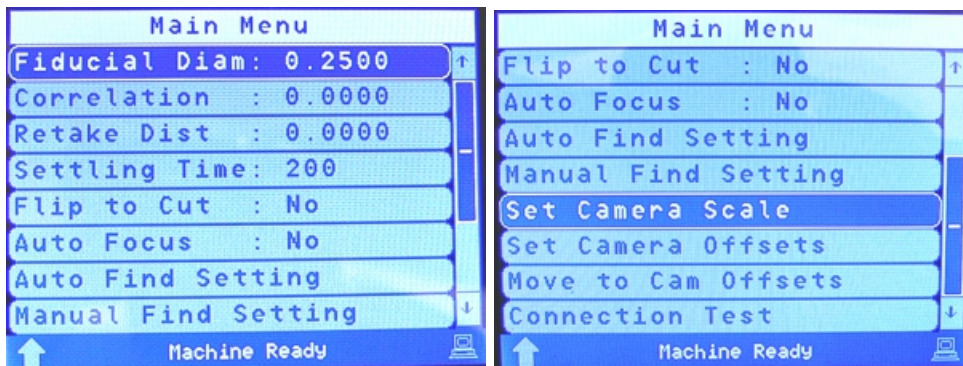 Main Menu
Fiducial Diam: 0.2500
Correlation : 0.0000
Retake Dist : 0.0000
Settling Time: 200
Flip to Cut : No
Auto Focus : No
Auto Find Setting
Manual Find Setting
Machine Ready
Main Menu
Flip to Cut : No
Auto Focus : No
Auto Find Setting
Manual Find Setting
Set Camera Scale
Set Camera Offsets
Move to Cam Offsets
Connection Test
Machine Ready